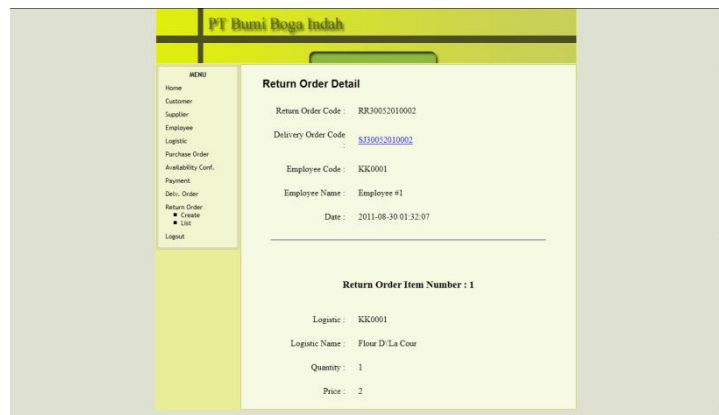 PT Bumi Boga Indah
MENU
Home
Customer
Supplier
Employee
Logistic
Purchase Order
Availability Conf.
Payment
Deliv. Order
Return Order
Create
List
Logout
Return Order Detail
Return Order Code : RR30052010002
Delivery Order Code : SJ30052010002
Employee Code : KK0001
Employee Name : Employee #1
Date : 2011-08-30 01:32:07
Return Order Item Number : 1
Logistic : KK0001
Logistic Name : Flour D\'La Cour
Quantity : 1
Price : 2